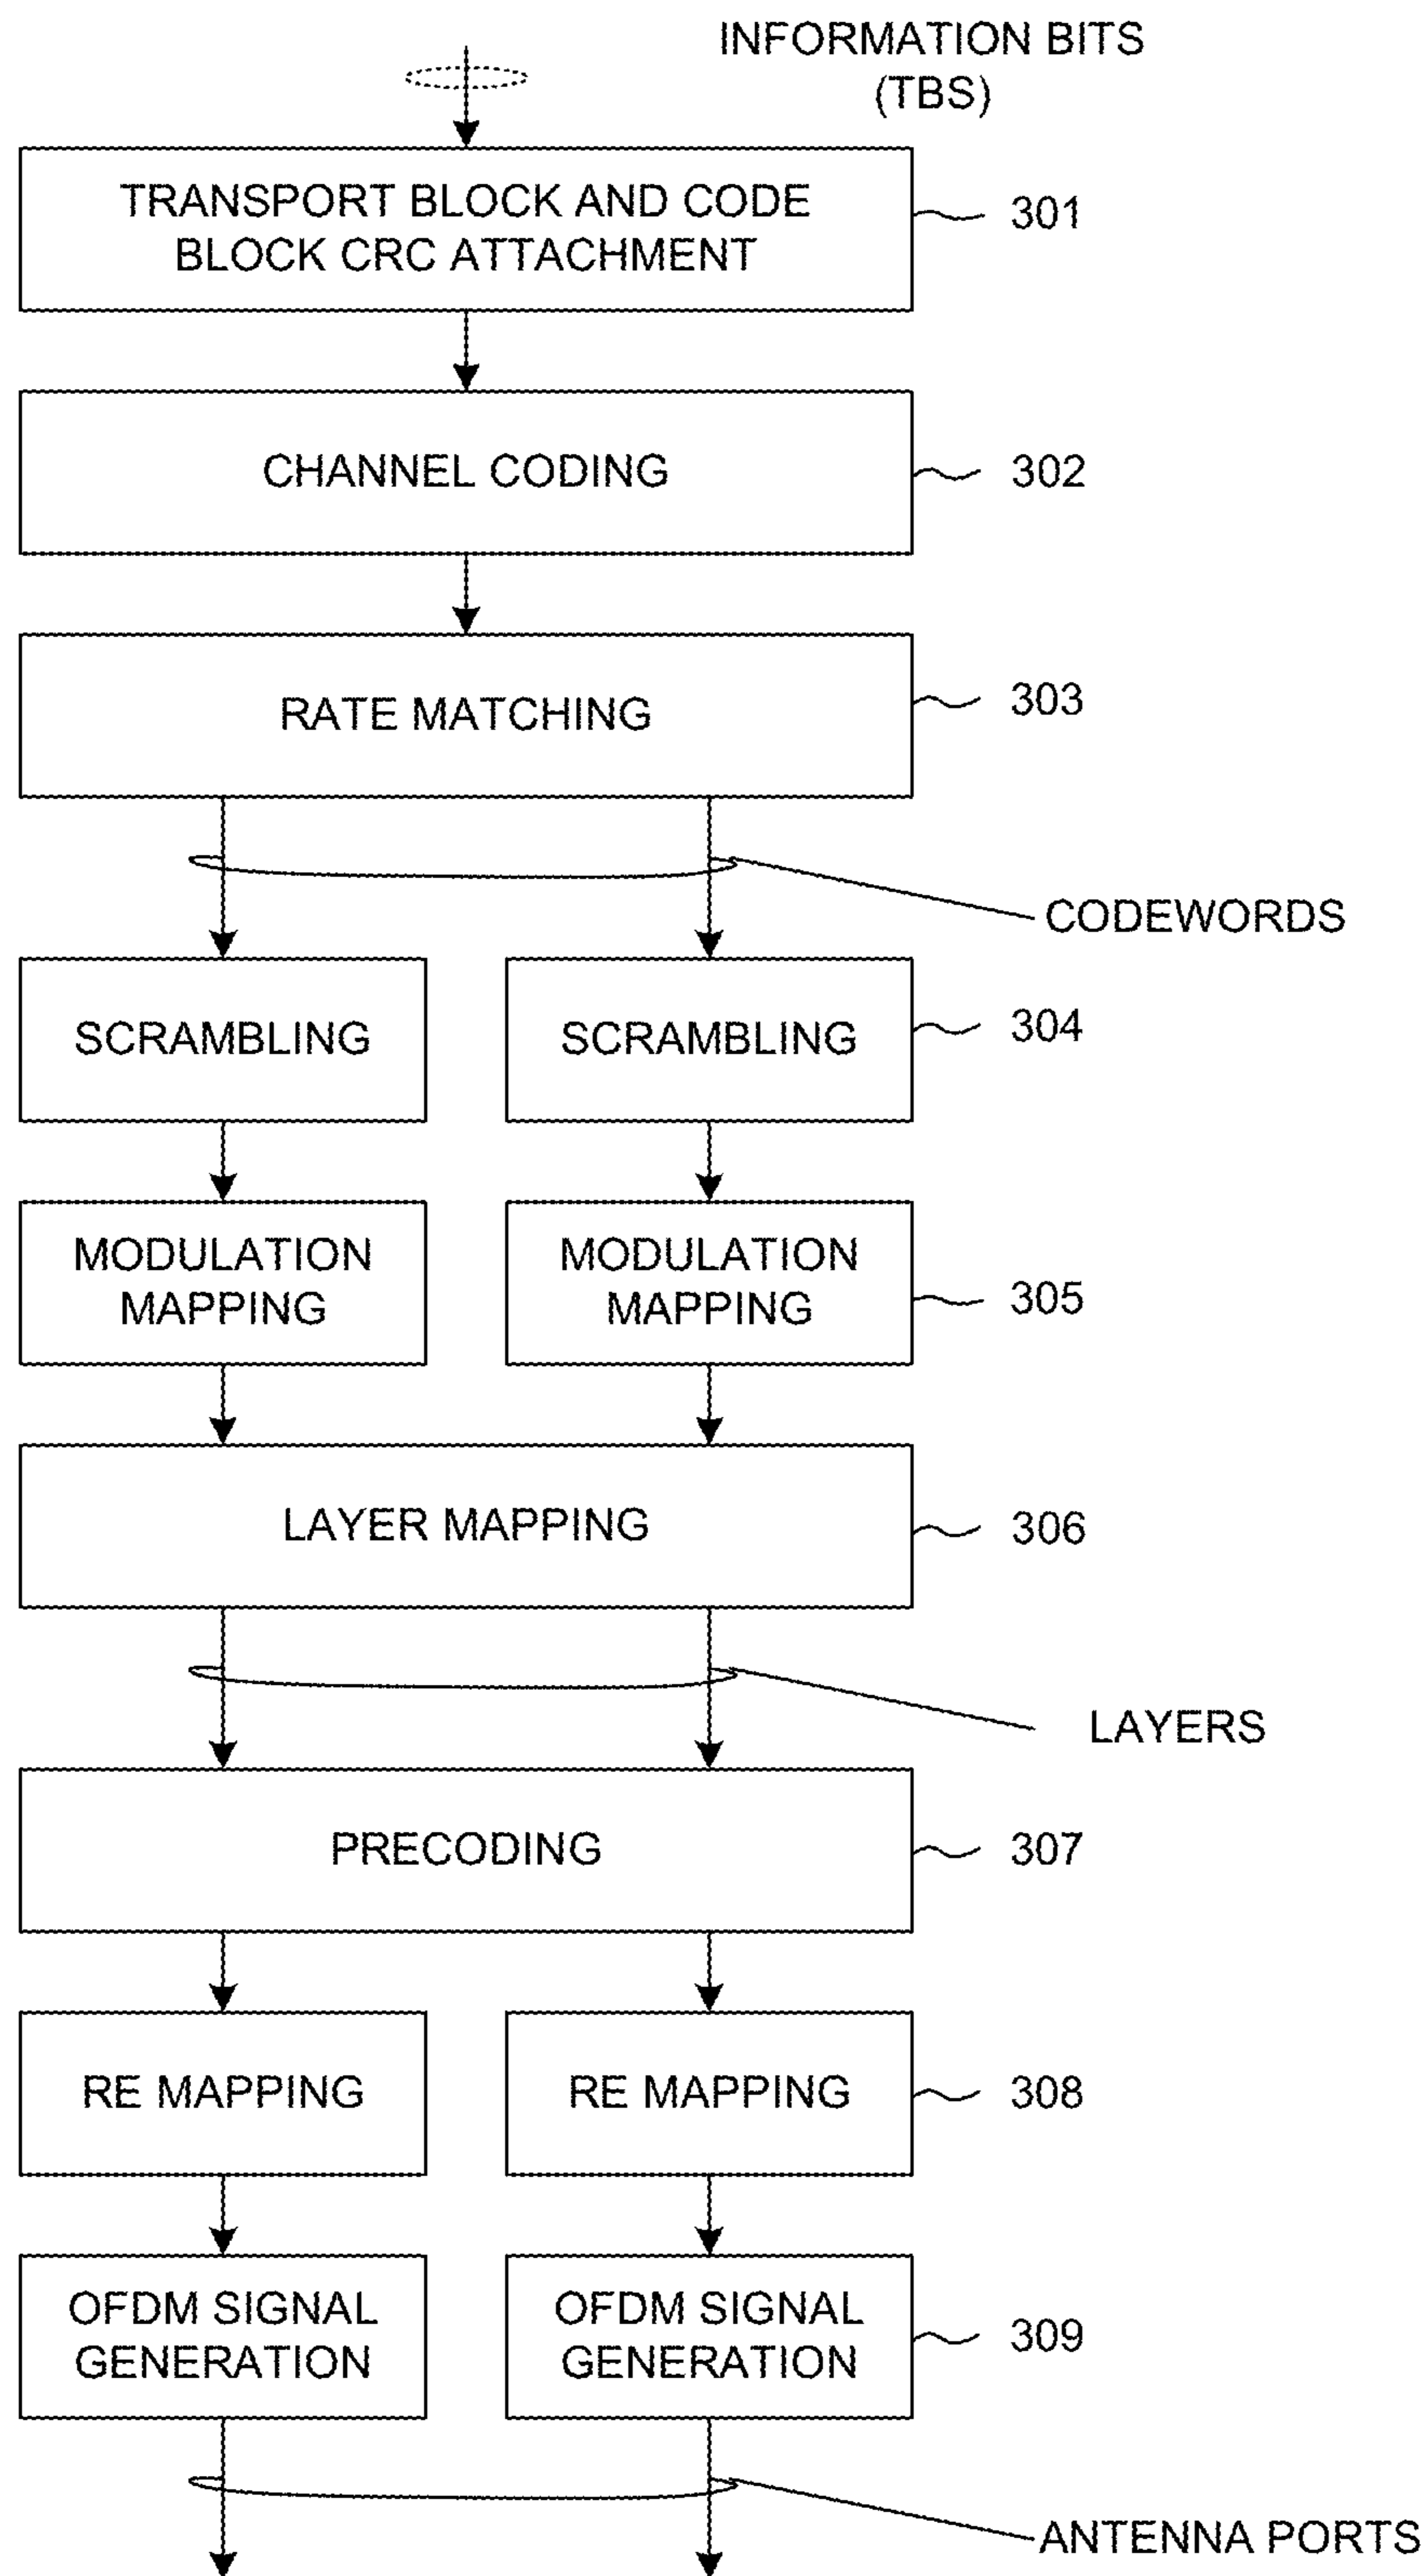 INFORMATION BITS
(TBS)
TRANSPORT BLOCK AND CODE
BLOCK CRC ATTACHMENT
301
CHANNEL CODING
302
RATE MATCHING
303
CODEWORDS
SCRAMBLING
SCRAMBLING
304
MODULATION
MAPPING
MODULATION
MAPPING
305
LAYER MAPPING
306
LAYERS
PRECODING
307
RE MAPPING
RE MAPPING
308
OFDM SIGNAL
GENERATION
OFDM SIGNAL
GENERATION
309
ANTENNA PORTS